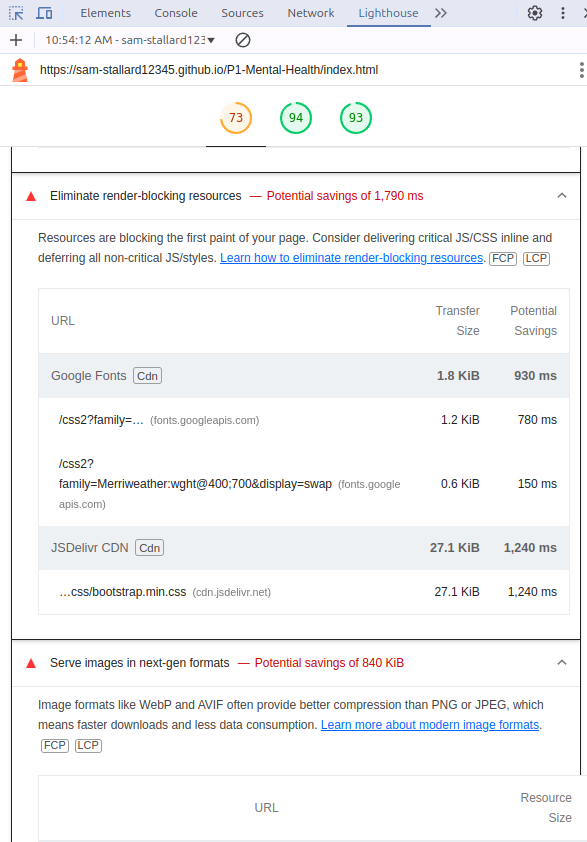 Elements Console Sources Network Lighthouse
10:54:12 AM - sam-stallard123
https://sam-stallard12345.github.io/P1-Mental-Health/index.html
73 94 93
Eliminate render-blocking resources — Potential savings of 1,790 ms
Resources are blocking the first paint of your page. Consider delivering critical JS/CSS inline and
deferring all non-critical JS/styles. Learn how to eliminate render-blocking resources. FCP LCP
URL Transfer Size Potential Savings
Google Fonts Cdn 1.8 KiB 930 ms
/css2?family=… (fonts.googleapis.com) 1.2 KiB 780 ms
/css2?
family=Merriweather:wght@400;700&display=swap (fonts.google 0.6 KiB 150 ms
apis.com)
JSDelivr CDN Cdn 27.1 KiB 1,240 ms
…css/bootstrap.min.css (cdn.jsdelivr.net) 27.1 KiB 1,240 ms
Serve images in next-gen formats — Potential savings of 840 KiB
Image formats like WebP and AVIF often provide better compression than PNG or JPEG, which
means faster downloads and less data consumption. Learn more about modern image formats.
FCP LCP
URL Resource Size